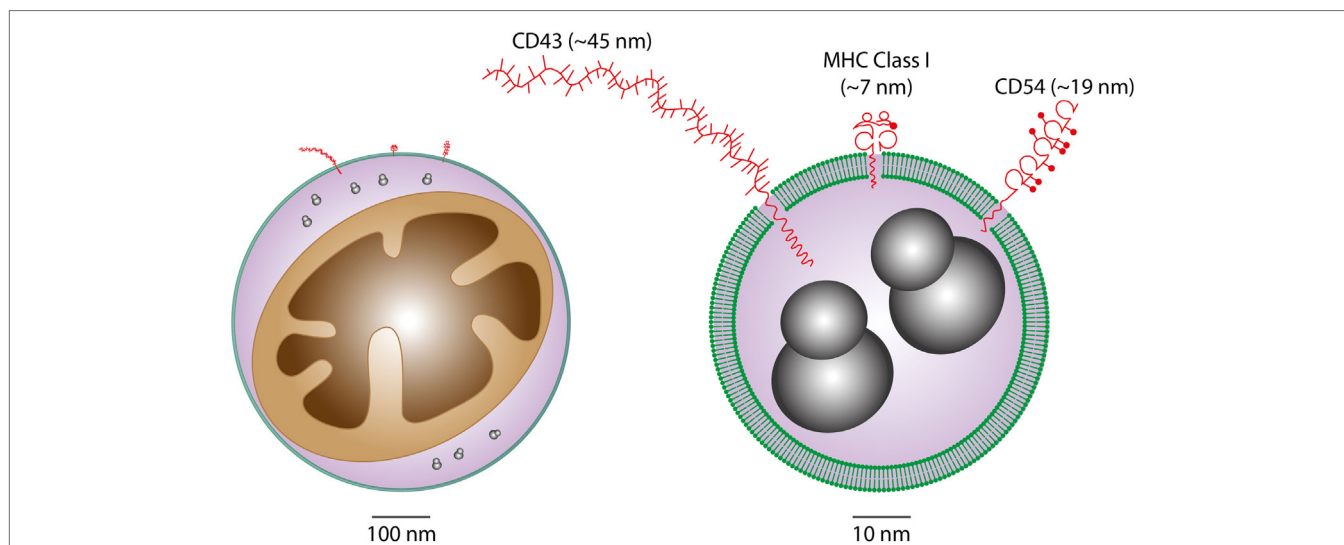 CD43 (~45 nm)
MHC Class I
(~7 nm)
CD54 (~19 nm)
100 nm
10 nm